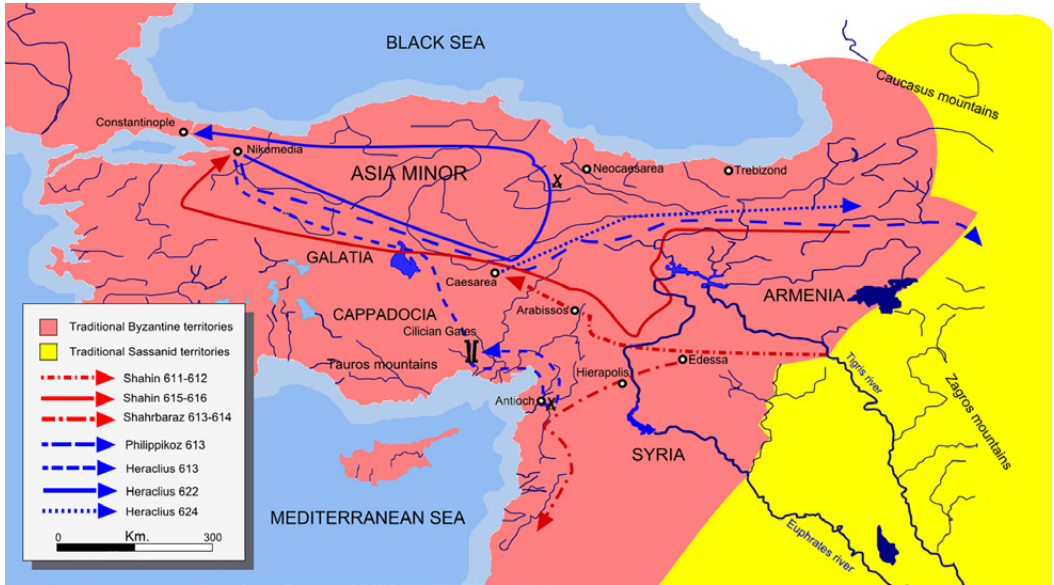 BLACK SEA
Caucasus mountains
Constantinople
Nikomedia
ASIA MINOR
Neocaesarea
Trebizond
GALATIA
Caesarea
ARMENIA
CAPPADOCIA
Arabissos
Cilician Gates
Tauros mountains
Edessa
Hierapolis
Tigris river
Zagros mountains
Antioch
SYRIA
MEDITERRANEAN SEA
Euphrates river
Traditional Byzantine territories
Traditional Sassanid territories
Shahin 611-612
Shahin 615-616
Shahrbaraz 613-614
Philippikoz 613
Heraclius 613
Heraclius 622
Heraclius 624
0 Km. 300